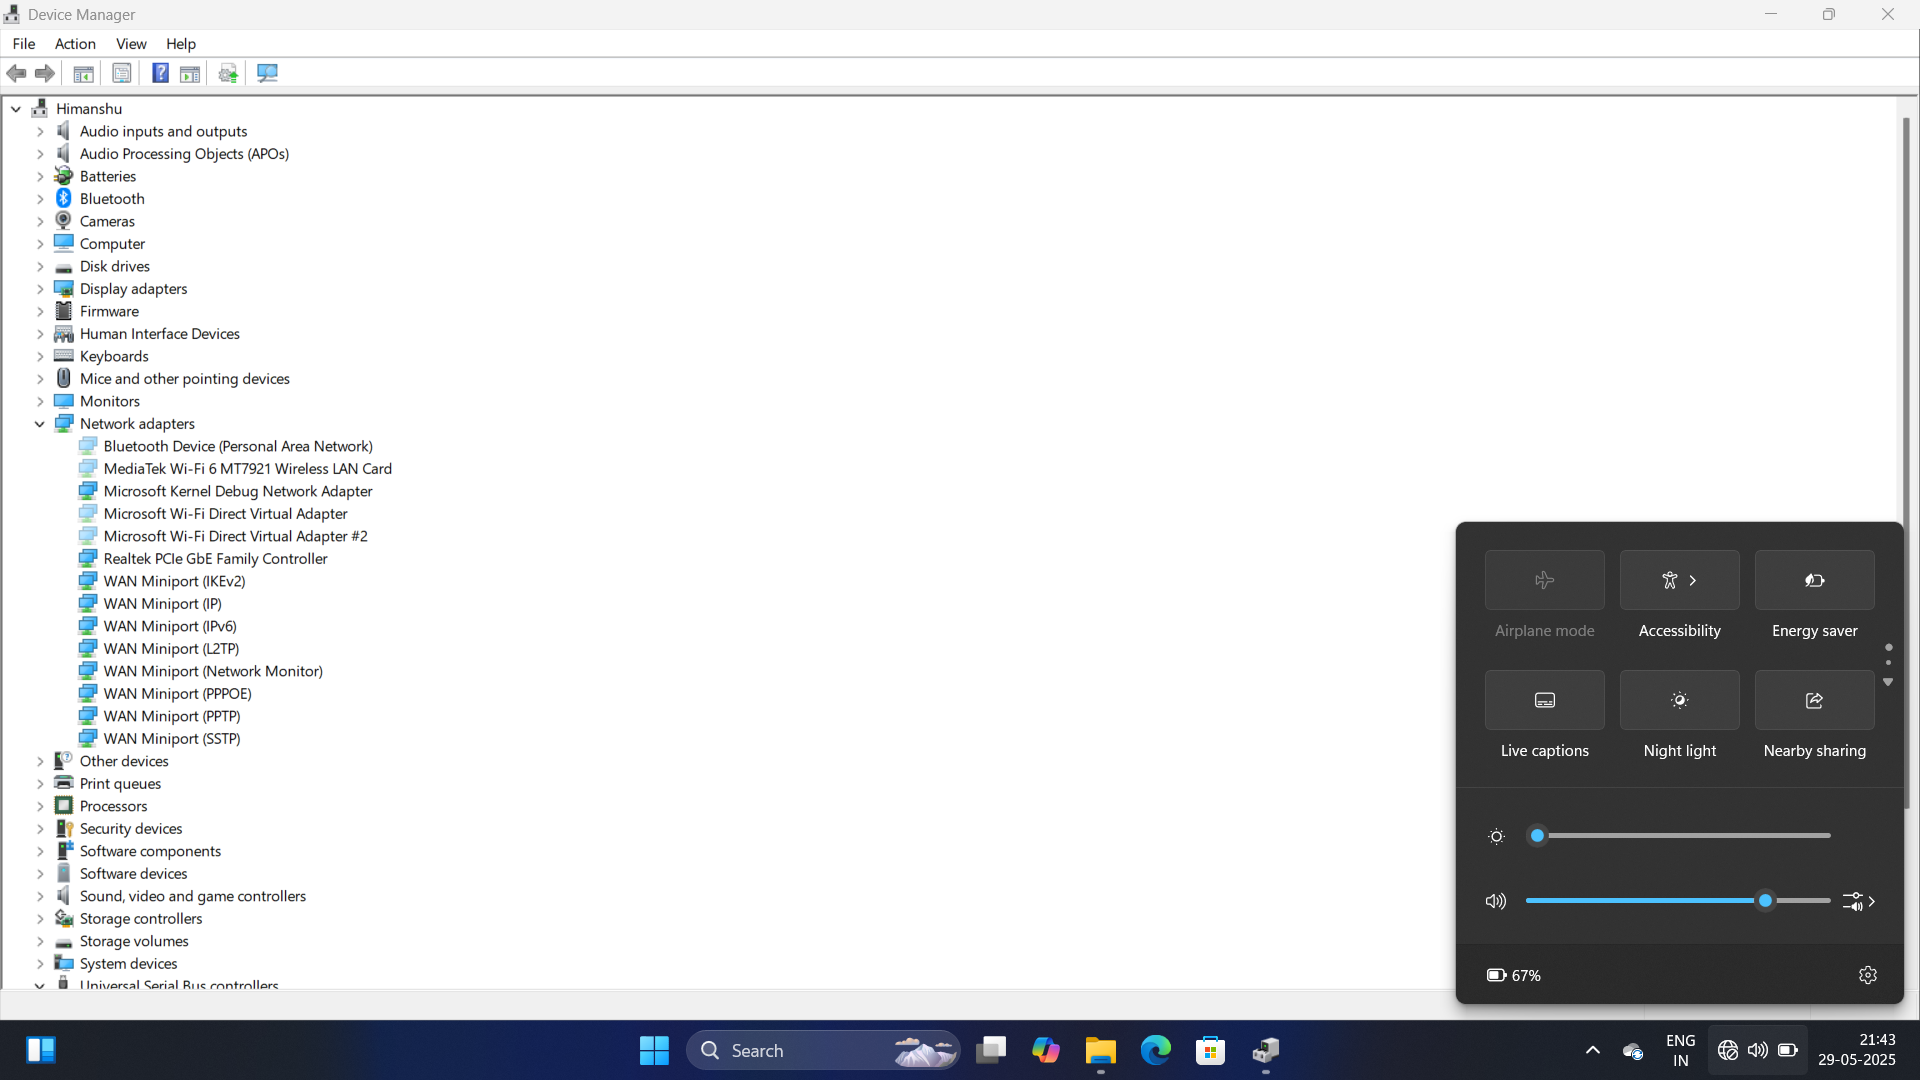 Device Manager
File Action View Help
Himanshu
Audio inputs and outputs
Audio Processing Objects (APOs)
Batteries
Bluetooth
Cameras
Computer
Disk drives
Display adapters
Firmware
Human Interface Devices
Keyboards
Mice and other pointing devices
Monitors
Network adapters
Bluetooth Device (Personal Area Network)
MediaTek Wi-Fi 6 MT7921 Wireless LAN Card
Microsoft Kernel Debug Network Adapter
Microsoft Wi-Fi Direct Virtual Adapter
Microsoft Wi-Fi Direct Virtual Adapter #2
Realtek PCIe GbE Family Controller
WAN Miniport (IKEv2)
WAN Miniport (IP)
WAN Miniport (IPv6)
WAN Miniport (L2TP)
WAN Miniport (Network Monitor)
WAN Miniport (PPPOE)
WAN Miniport (PPTP)
WAN Miniport (SSTP)
Other devices
Print queues
Processors
Security devices
Software components
Software devices
Sound, video and game controllers
Storage controllers
Storage volumes
System devices
Universal Serial Bus controllers
Airplane mode Accessibility Energy saver
Live captions Night light Nearby sharing
67%
Search
ENG
IN
21:43
29-05-2025